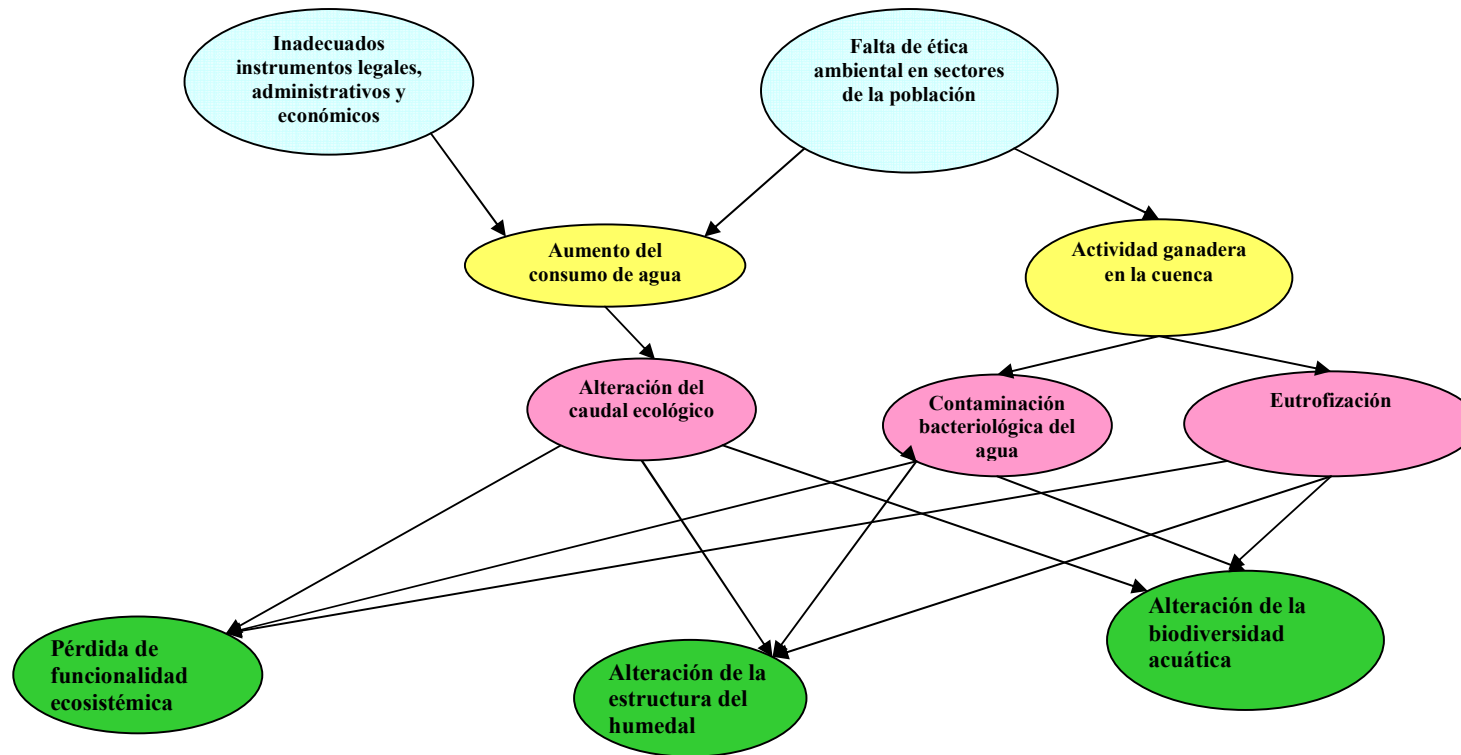 Inadecuados
instrumentos legales,
administrativos y
económicos
Falta de ética
ambiental en sectores
de la población
Aumento del
consumo de agua
Actividad ganadera
en la cuenca
Alteración del
caudal ecológico
Contaminación
bacteriológica del
agua
Eutrofización
Pérdida de
funcionalidad
ecosistémica
Alteración de la
estructura del
humedal
Alteración de la
biodiversidad
acuática